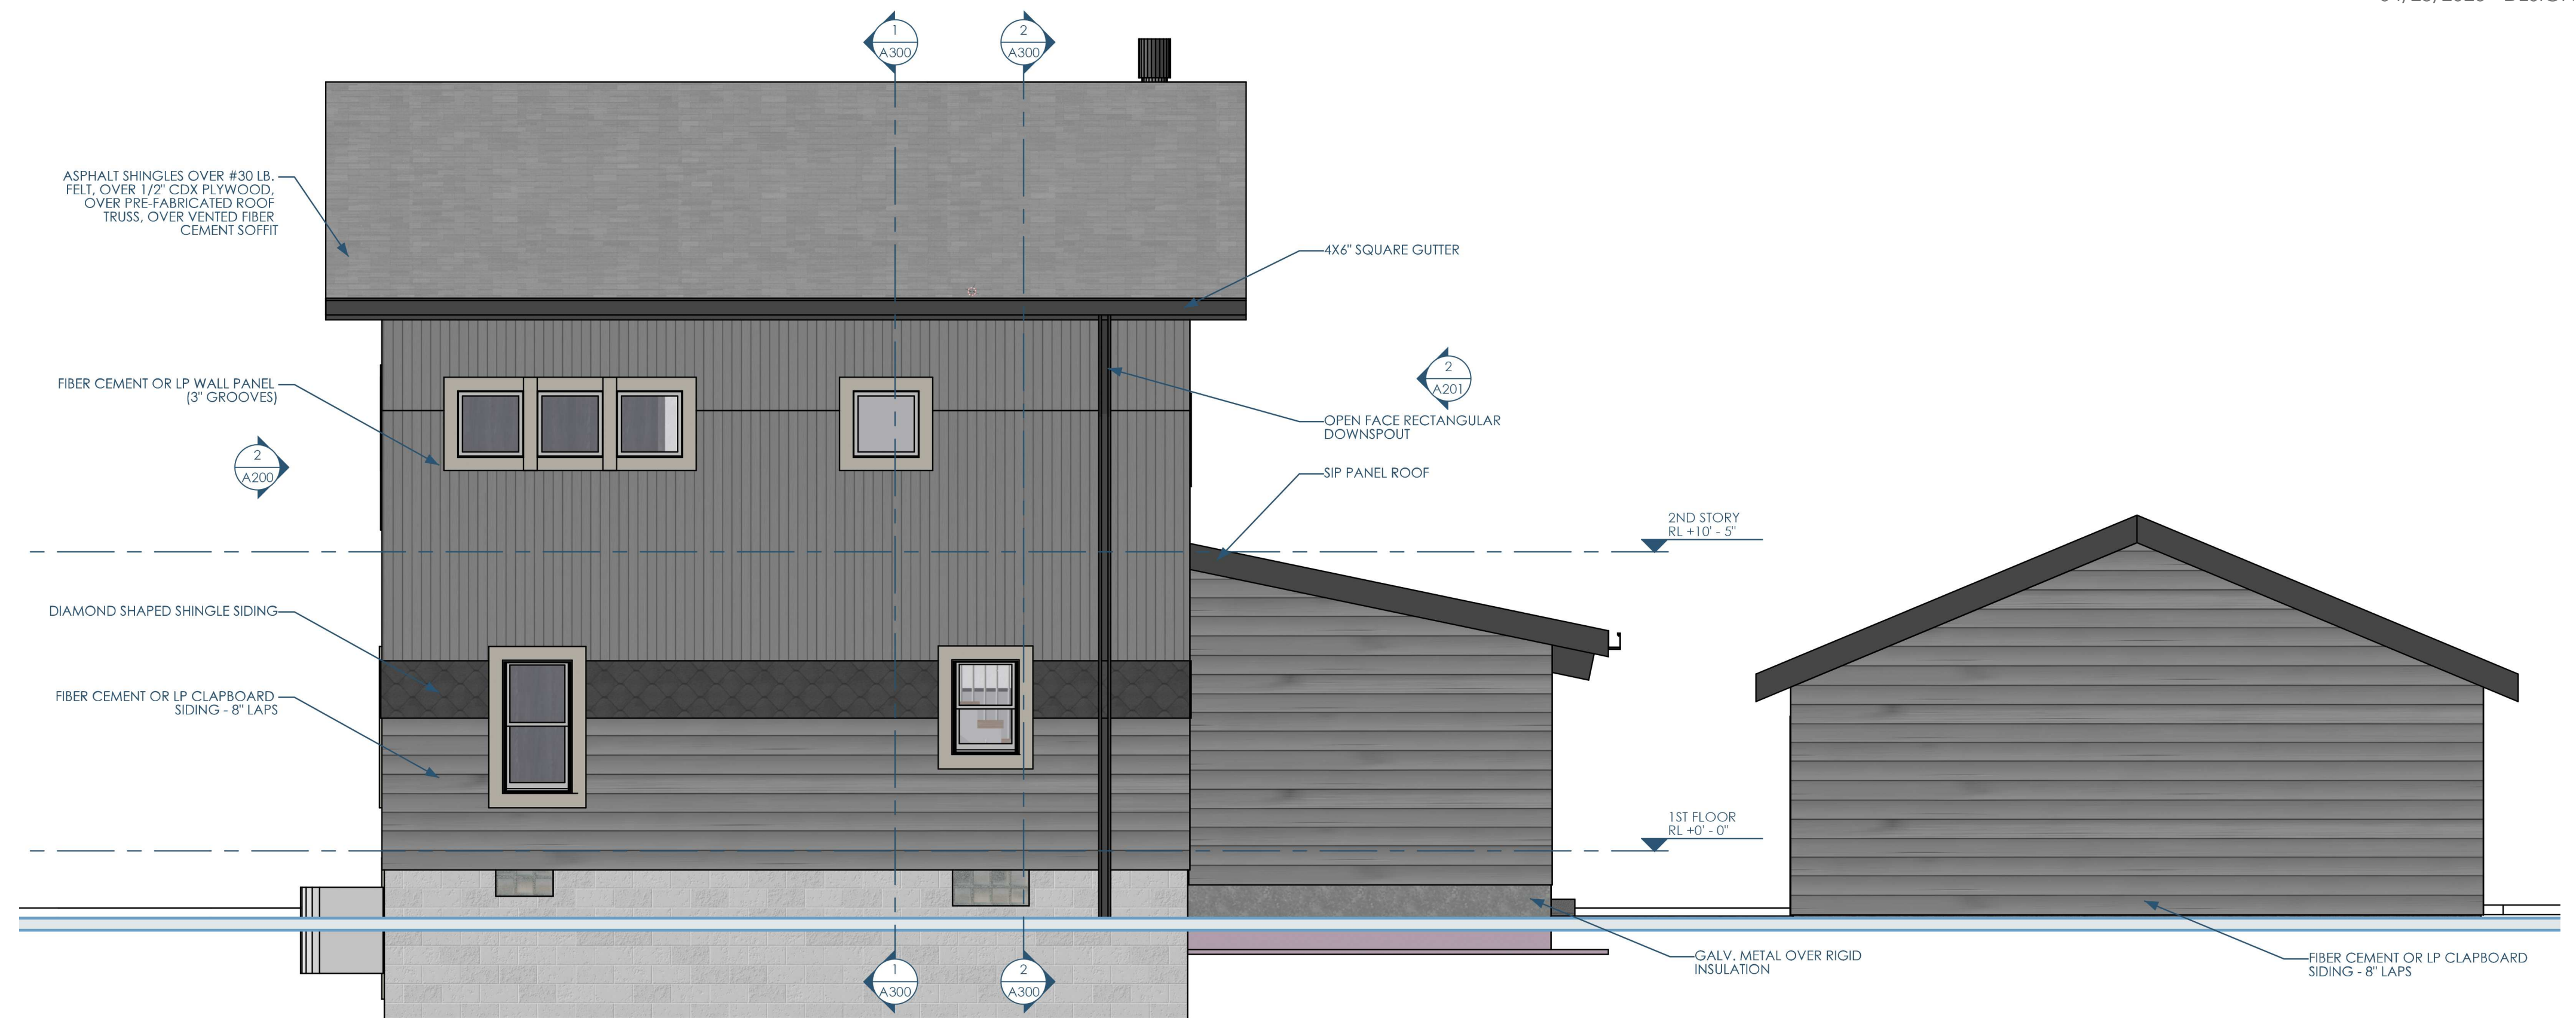 1
A300
2
A300
ASPHALT SHINGLES OVER #30 LB.
FELT, OVER 1/2" CDX PLYWOOD,
OVER PRE-FABRICATED ROOF
TRUSS, OVER VENTED FIBER
CEMENT SOFFIT
4X6" SQUARE GUTTER
FIBER CEMENT OR LP WALL PANEL
(3" GROOVES)
2
A201
OPEN FACE RECTANGULAR
DOWNSPOUT
2
A200
SIP PANEL ROOF
2ND STORY
RL +10' - 5"
DIAMOND SHAPED SHINGLE SIDING
FIBER CEMENT OR LP CLAPBOARD
SIDING - 8" LAPS
1ST FLOOR
RL +0' - 0"
GALV. METAL OVER RIGID
INSULATION
FIBER CEMENT OR LP CLAPBOARD
SIDING - 8" LAPS
1
A300
2
A300